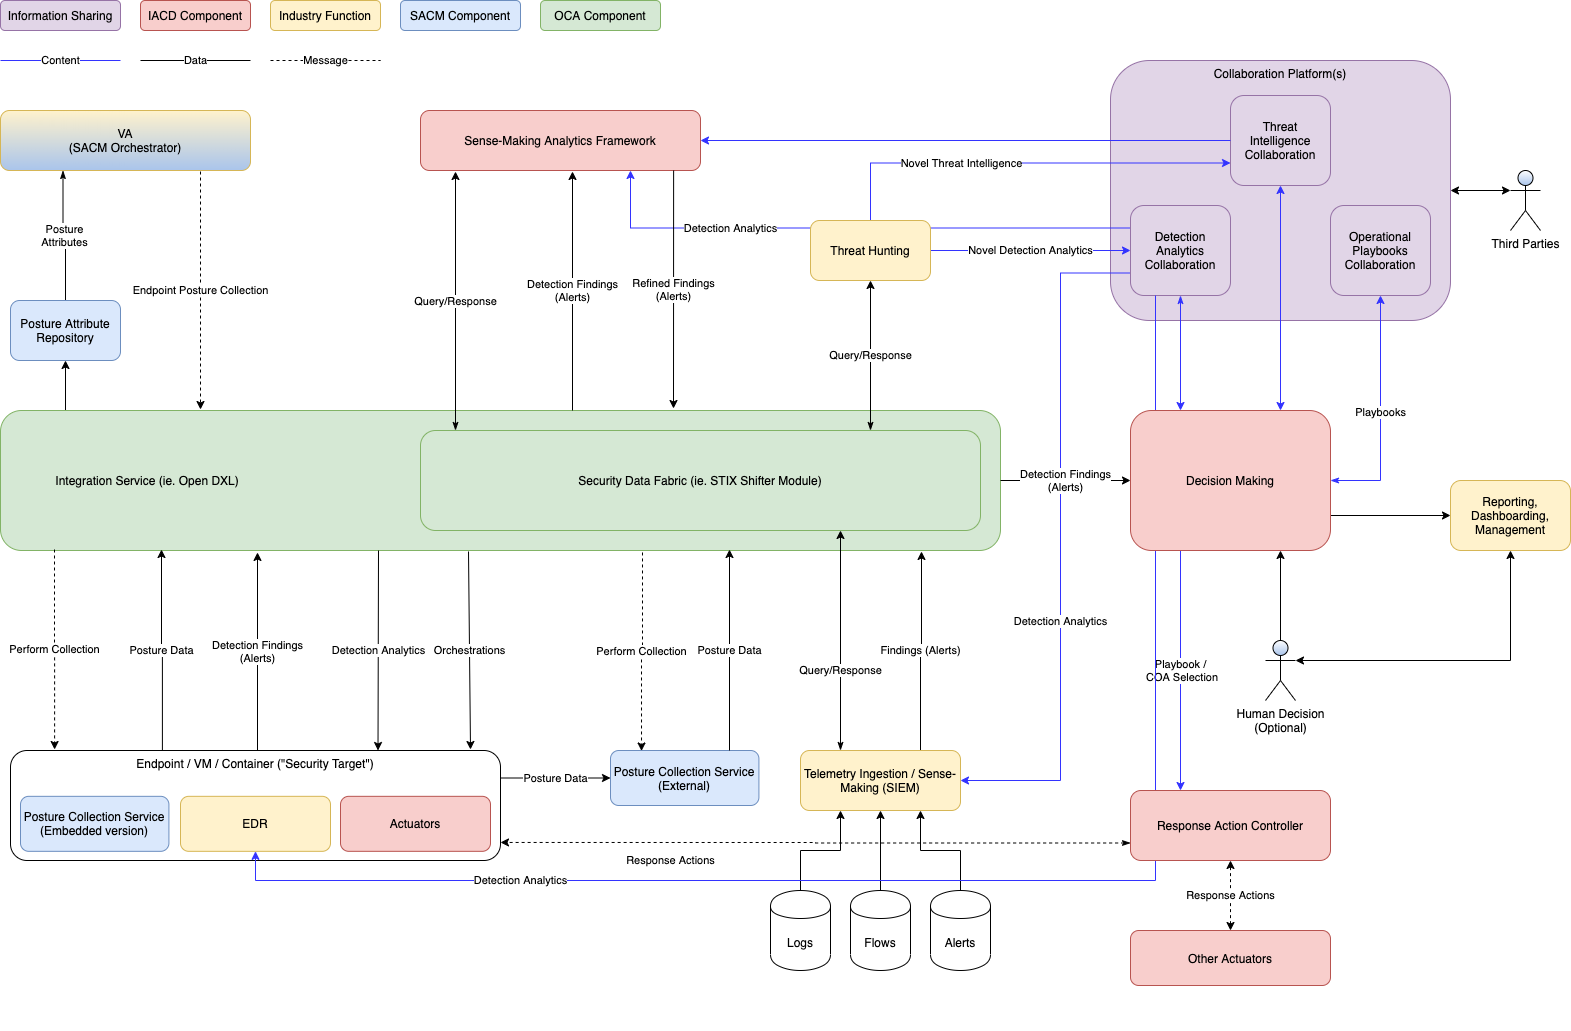 Information Sharing
IACD Component
Industry Function
SACM Component
OCA Component
Content
Data
Message
Collaboration Platform(s)
VA
(SACM Orchestrator)
Sense-Making Analytics Framework
Threat
Intelligence
Collaboration
Novel Threat Intelligence
Posture
Attributes
Detection Analytics
Threat Hunting
Novel Detection Analytics
Detection
Analytics
Collaboration
Operational
Playbooks
Collaboration
Third Parties
Endpoint Posture Collection
Query/Response
Detection Findings
(Alerts)
Refined Findings
(Alerts)
Posture Attribute
Repository
Query/Response
Playbooks
Integration Service (ie. Open DXL)
Security Data Fabric (ie. STIX Shifter Module)
Detection Findings
(Alerts)
Decision Making
Reporting,
Dashboarding,
Management
Perform Collection
Posture Data
Detection Findings
(Alerts)
Detection Analytics
Orchestrations
Perform Collection
Posture Data
Query/Response
Findings (Alerts)
Detection Analytics
Playbook /
COA Selection
Human Decision
(Optional)
Endpoint / VM / Container ("Security Target")
Posture Collection Service
(Embedded version)
EDR
Actuators
Posture Data
Posture Collection Service
(External)
Telemetry Ingestion / Sense-
Making (SIEM)
Response Action Controller
Response Actions
Detection Analytics
Response Actions
Logs
Flows
Alerts
Other Actuators